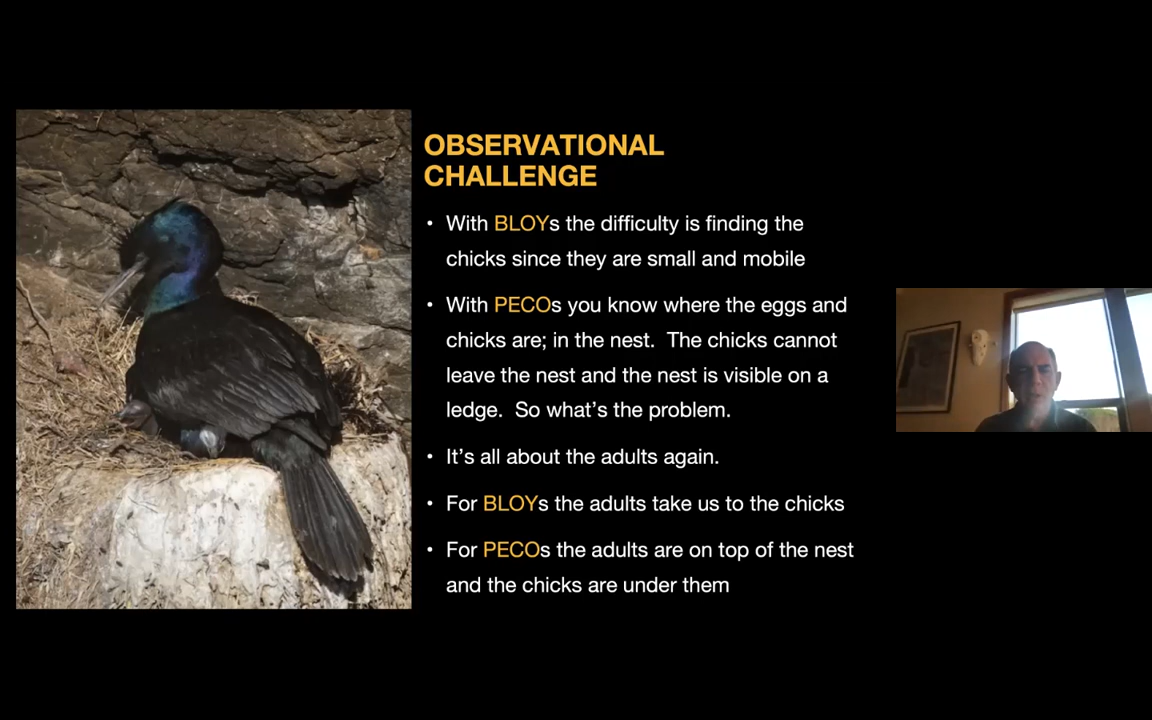 OBSERVATIONAL
CHALLENGE
• With BLOYs the difficulty is finding the
chicks since they are small and mobile
• With PECOs you know where the eggs and
chicks are; in the nest.  The chicks cannot
leave the nest and the nest is visible on a
ledge.  So what’s the problem.
• It’s all about the adults again.
• For BLOYs the adults take us to the chicks
• For PECOs the adults are on top of the nest
and the chicks are under them